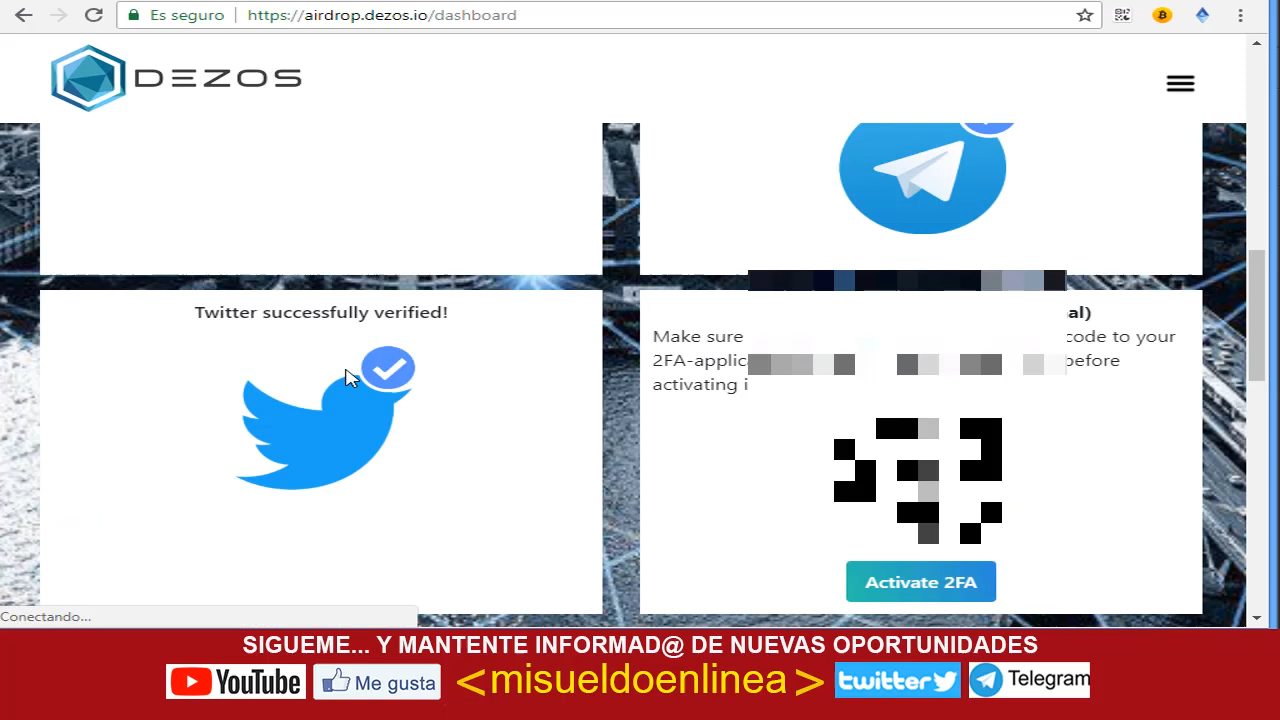 Es seguro
https://airdrop.dezos.io/dashboard
DEZOS
Twitter successfully verified!
al)
Make sure code to your
2FA-applic before
activating i
Activate 2FA
Conectando...
SIGUEME... Y MANTENTE INFORMAD@ DE NUEVAS OPORTUNIDADES
YouTube
Me gusta
<misueldoenlinea>
twitter
Telegram